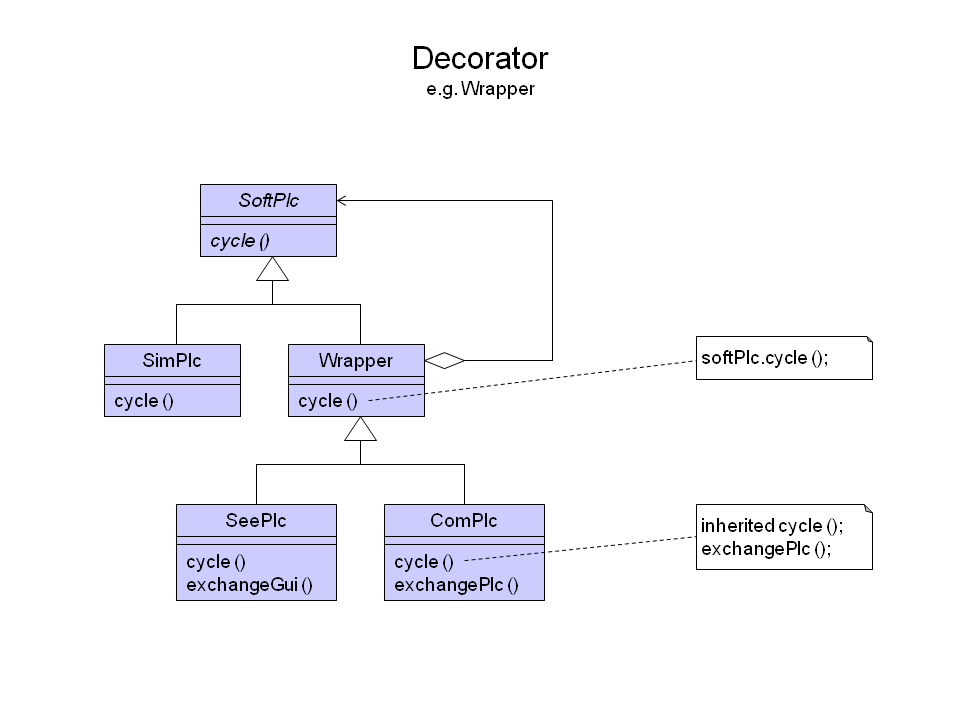 Decorator
e.g. Wrapper
SoftPlc
cycle ()
SimPlc
cycle ()
Wrapper
cycle ()
softPlc.cycle ();
SeePlc
cycle ()
exchangeGui ()
ComPlc
cycle ()
exchangePlc ()
inherited cycle ();
exchangePlc ();